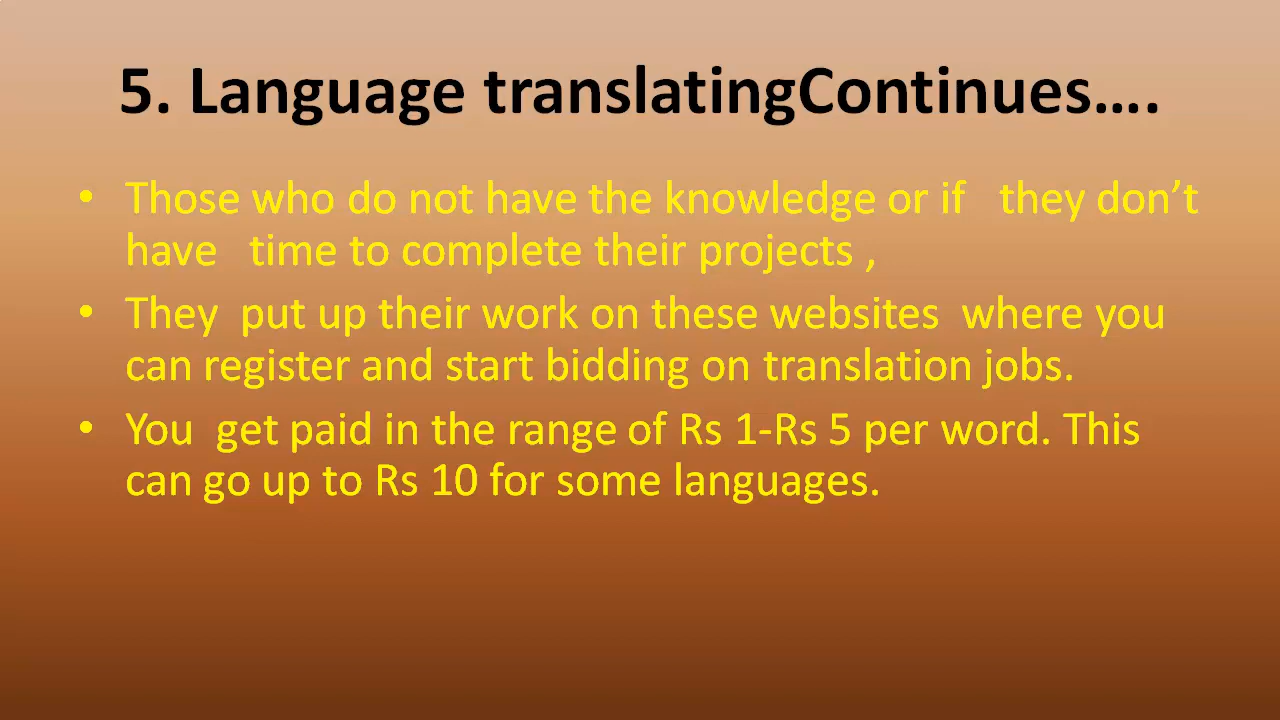 5. Language translatingContinues….
• Those who do not have the knowledge or if they don’t
have time to complete their projects ,
• They put up their work on these websites where you
can register and start bidding on translation jobs.
• You get paid in the range of Rs 1-Rs 5 per word. This
can go up to Rs 10 for some languages.